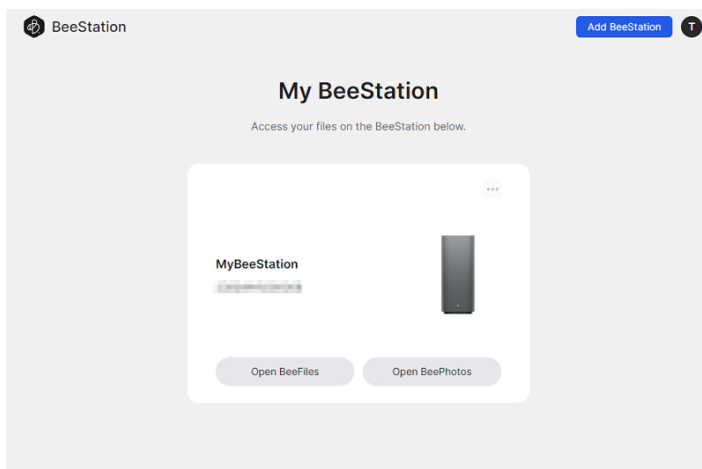 BeeStation
Add BeeStation
T
My BeeStation
Access your files on the BeeStation below.
MyBeeStation
Open BeeFiles
Open BeePhotos